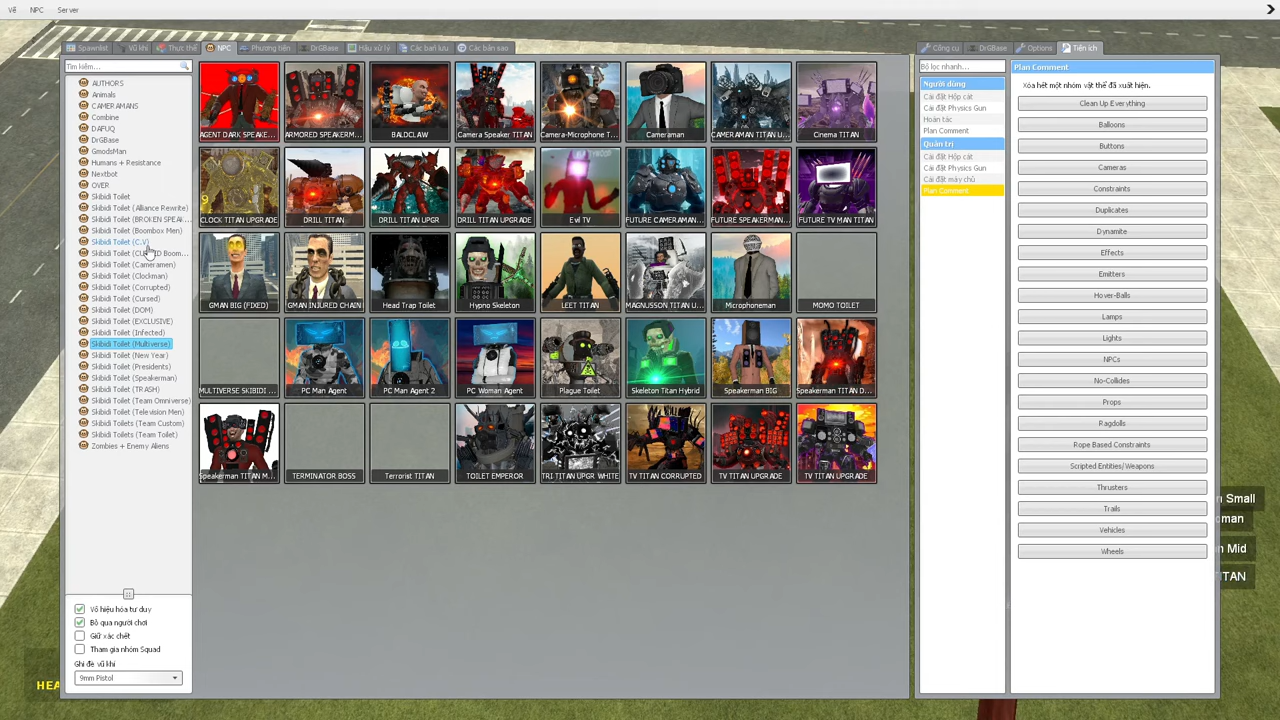 Về NPC Server
Spawnlist Vũ khí Thực thể NPC Phương tiện DrGBase Hậu xử lý Các bản lưu Các bản sao
Công cụ DrGBase Options Tiện ích
Tìm kiếm...
AUTHORS
Animals
CAMERAMANS
Combine
DAFUQ
DrGBase
GmodsMan
Humans + Resistance
Nextbot
OVER
Skibidi Toilet
Skibidi Toilet (Alliance Rewrite)
Skibidi Toilet (BROKEN SPEAK...
Skibidi Toilet (Boombox Men)
Skibidi Toilet (C.V)
Skibidi Toilet (Cameramen)
Skibidi Toilet (Clockman)
Skibidi Toilet (Corrupted)
Skibidi Toilet (Cursed)
Skibidi Toilet (DOM)
Skibidi Toilet (EXCLUSIVE)
Skibidi Toilet (Infected)
Skibidi Toilet (Multiverse)
Skibidi Toilet (New Year)
Skibidi Toilet (Presidents)
Skibidi Toilet (Speakerman)
Skibidi Toilet (TRASH)
Skibidi Toilet (Team Omniverse)
Skibidi Toilet (Television Men)
Skibidi Toilets (Team Custom)
Skibidi Toilets (Team Toilet)
Zombies + Enemy Aliens
Vô hiệu hóa tư duy
Bỏ qua người chơi
Giữ xác chết
Tham gia nhóm Squad
Ghi đè vũ khí
9mm Pistol
AGENT DARK SPEAKE... ARMORED SPEAKERM... BALDCLAW Camera Speaker TITAN Camera-Microphone T... Cameraman CAMERAMAN TITAN U... Cinema TITAN
CLOCK TITAN UPGRADE DRILL TITAN DRILL TITAN UPGR DRILL TITAN UPGRADE Evil TV FUTURE CAMERAMAN... FUTURE SPEAKERMAN... FUTURE TV MAN TITAN
GMAN BIG (FIXED) GMAN INJURED CHAIN Head Trap Toilet Hypno Skeleton LEET TITAN MAGNUSSON TITAN U... Microphoneman MOMO TOILET
MULTIVERSE SKIBIDI ... PC Man Agent PC Man Agent 2 PC Woman Agent Plague Toilet Skeleton Titan Hybrid Speakerman BIG Speakerman TITAN D...
Speakerman TITAN M... TERMINATOR BOSS Terrorist TITAN TOILET EMPEROR TRI TITAN UPGR WHITE TV TITAN CORRUPTED TV TITAN UPGRADE TV TITAN UPGRADE
Bộ lọc nhanh...
Người dùng
Cài đặt Hộp cát
Cài đặt Physics Gun
Hoàn tác
Plan Comment
Quản trị
Cài đặt Hộp cát
Cài đặt Physics Gun
Cài đặt máy chủ
Plan Comment
Plan Comment
Xóa hết một nhóm vật thể đã xuất hiện.
Clean Up Everything
Balloons
Buttons
Cameras
Constraints
Duplicates
Dynamite
Effects
Emitters
Hover-Balls
Lamps
Lights
NPCs
No-Collides
Props
Ragdolls
Rope Based Constraints
Scripted Entities/Weapons
Thrusters
Trails
Vehicles
Wheels
n Small
man
n Mid
TITAN
HEA